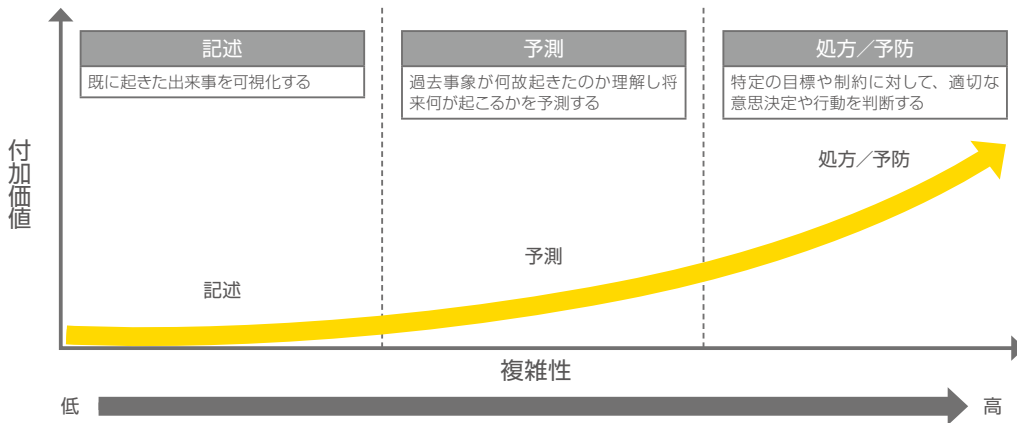 記述
既に起きた出来事を可視化する
予測
過去事象が何故起きたのか理解し将
来何が起こるかを予測する
処方／予防
特定の目標や制約に対して、適切な
意思決定や行動を判断する
付加価値
処方／予防
予測
記述
複雑性
低
高